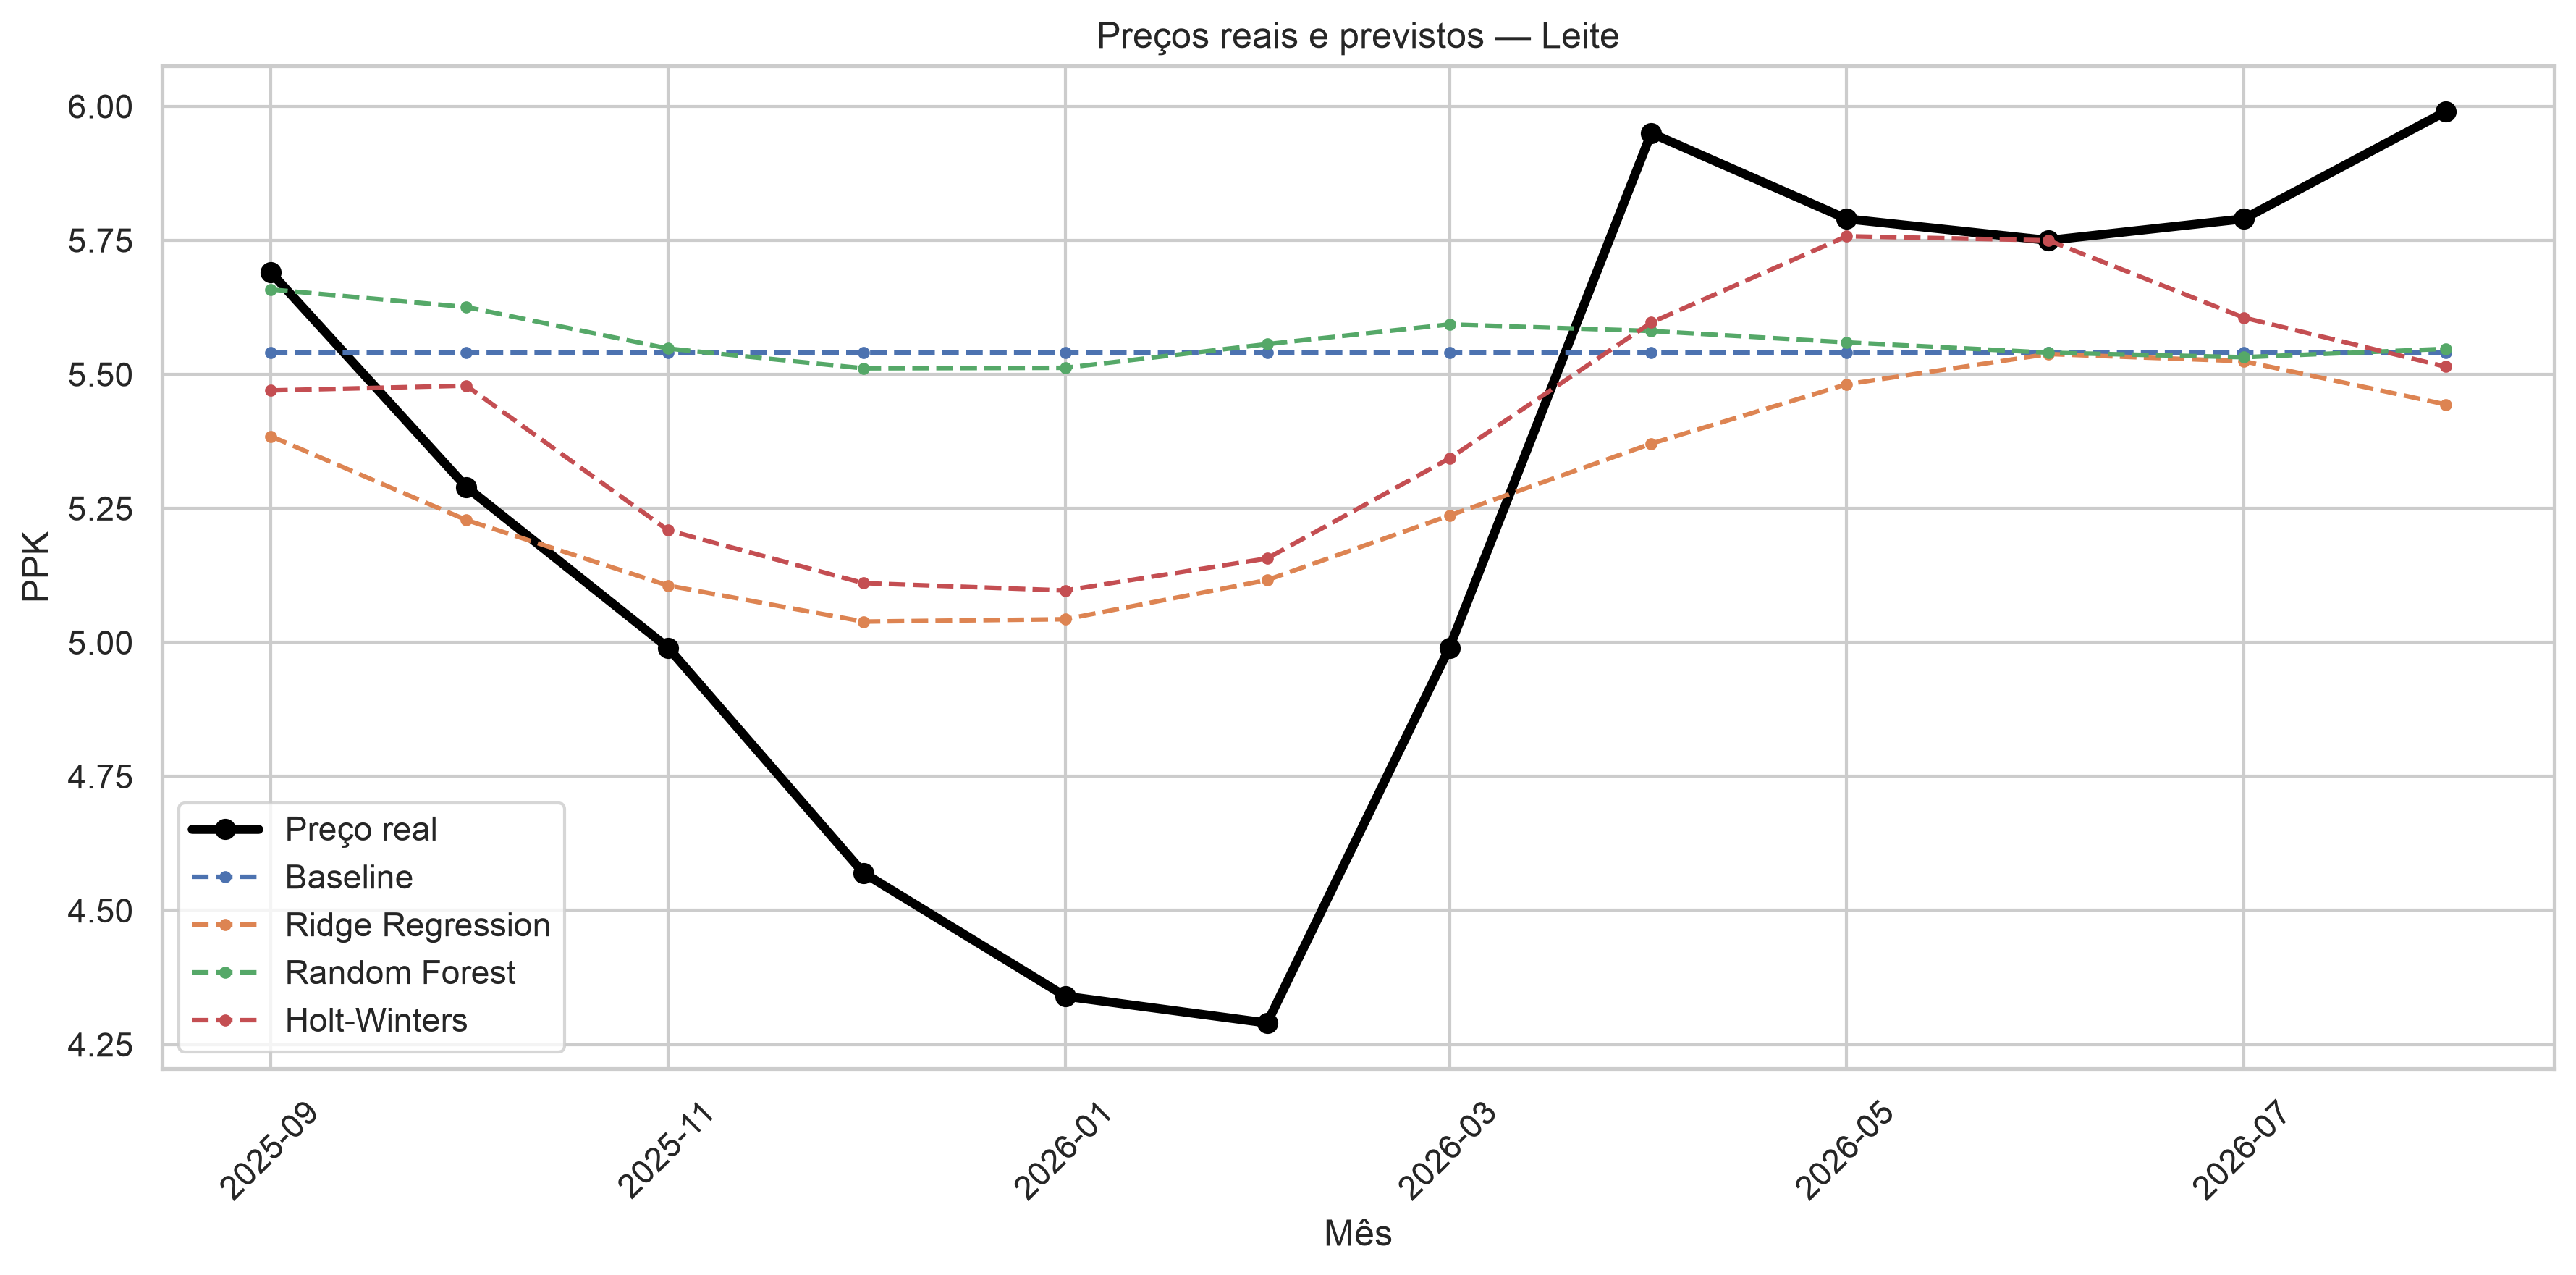 Preços reais e previstos — Leite
6.00
5.75
5.50
5.25
5.00
4.75
4.50
4.25
PPK
Preço real
Baseline
Ridge Regression
Random Forest
Holt-Winters
2025-09
2025-11
2026-01
2026-03
2026-05
2026-07
Mês